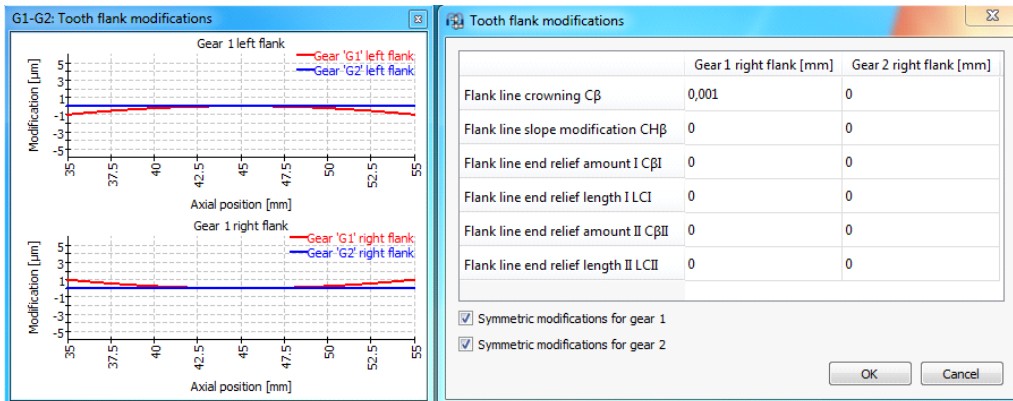 G1-G2: Tooth flank modifications
Gear 1 left flank
Gear 'G1' left flank
Gear 'G2' left flank
Modification [µm]
5
3
1
-1
-3
-5
35 37.5 40 42.5 45 47.5 50 52.5 55
Axial position [mm]
Gear 1 right flank
Gear 'G1' right flank
Gear 'G2' right flank
Modification [µm]
5
3
1
-1
-3
-5
35 37.5 40 42.5 45 47.5 50 52.5 55
Axial position [mm]
Tooth flank modifications
Gear 1 right flank [mm] Gear 2 right flank [mm]
Flank line crowning Cβ 0,001 0
Flank line slope modification CHβ 0 0
Flank line end relief amount I CβI 0 0
Flank line end relief length I LCI 0 0
Flank line end relief amount II CβII 0 0
Flank line end relief length II LCII 0 0
Symmetric modifications for gear 1
Symmetric modifications for gear 2
OK Cancel